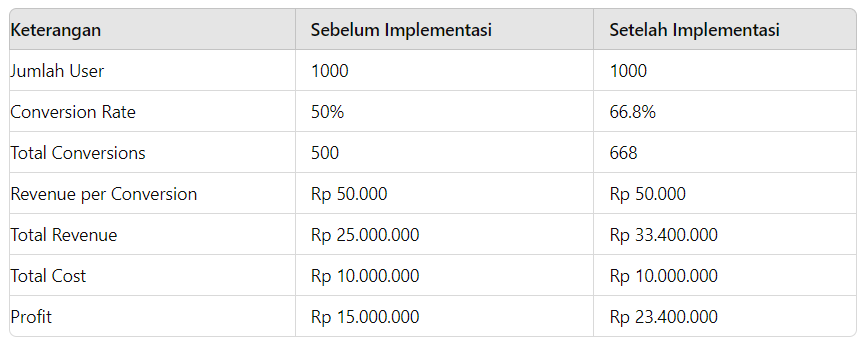 Keterangan Sebelum Implementasi Setelah Implementasi
Jumlah User 1000 1000
Conversion Rate 50% 66.8%
Total Conversions 500 668
Revenue per Conversion Rp 50.000 Rp 50.000
Total Revenue Rp 25.000.000 Rp 33.400.000
Total Cost Rp 10.000.000 Rp 10.000.000
Profit Rp 15.000.000 Rp 23.400.000